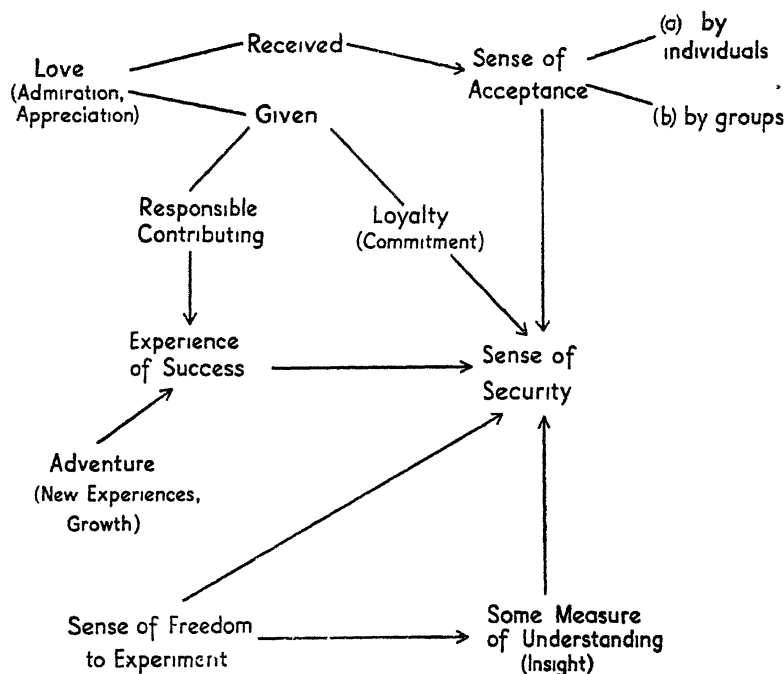 Love
(Admiration,
Appreciation)
Received
Given
Sense of
Acceptance
(a) by
individuals
(b) by groups
Responsible
Contributing
Loyalty
(Commitment)
Experience
of Success
Sense of
Security
Adventure
(New Experiences,
Growth)
Sense of Freedom
to Experiment
Some Measure
of Understanding
(Insight)